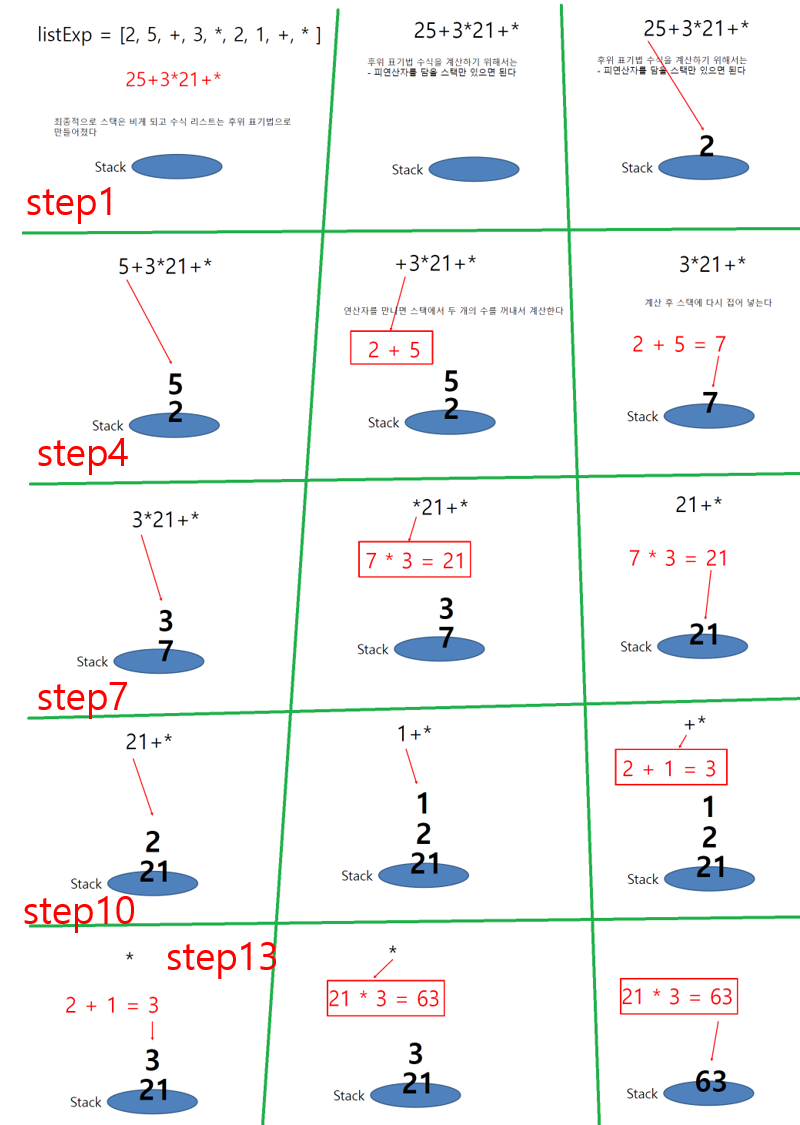 listExp = [2, 5, +, 3, *, 2, 1, +, * ]
25+3*21+*
최종적으로 스택은 비게 되고 수식 리스트는 후위 표기법으로
만들어졌다
Stack
step1
25+3*21+*
후위 표기법 수식을 계산하기 위해서는
- 피연산자를 담을 스택만 있으면 된다
Stack
25+3*21+*
후위 표기법 수식을 계산하기 위해서는
- 피연산자를 담을 스택만 있으면 된다
2
Stack
5+3*21+*
5
2
Stack
step4
+3*21+*
연산자를 만나면 스택에서 두 개의 수를 꺼내서 계산한다
2 + 5
5
2
Stack
3*21+*
계산 후 스택에 다시 집어 넣는다
2 + 5 = 7
7
Stack
3*21+*
3
7
Stack
step7
*21+*
7 * 3 = 21
3
7
Stack
21+*
7 * 3 = 21
21
Stack
21+*
2
21
Stack
step10
1+*
1
2
21
Stack
+*
2 + 1 = 3
1
2
21
Stack
*
step13
2 + 1 = 3
3
21
Stack
*
21 * 3 = 63
3
21
Stack
21 * 3 = 63
63
Stack